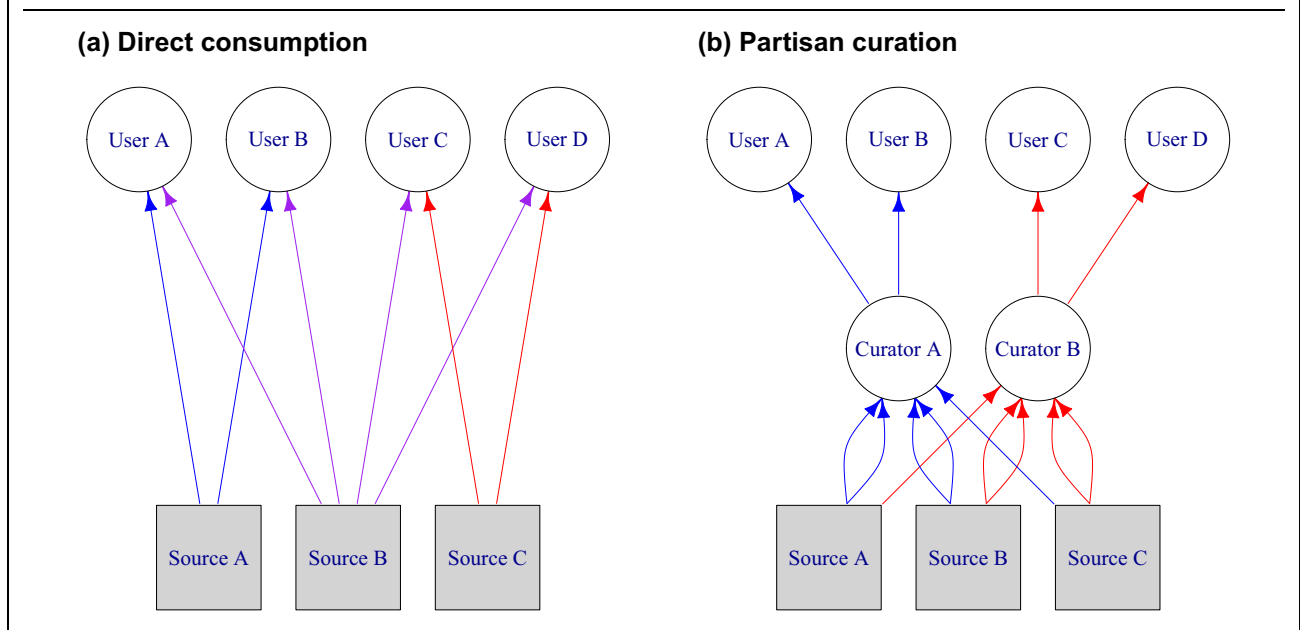 (a) Direct consumption
User A
User B
User C
User D
Source A
Source B
Source C
(b) Partisan curation
User A
User B
User C
User D
Curator A
Curator B
Source A
Source B
Source C